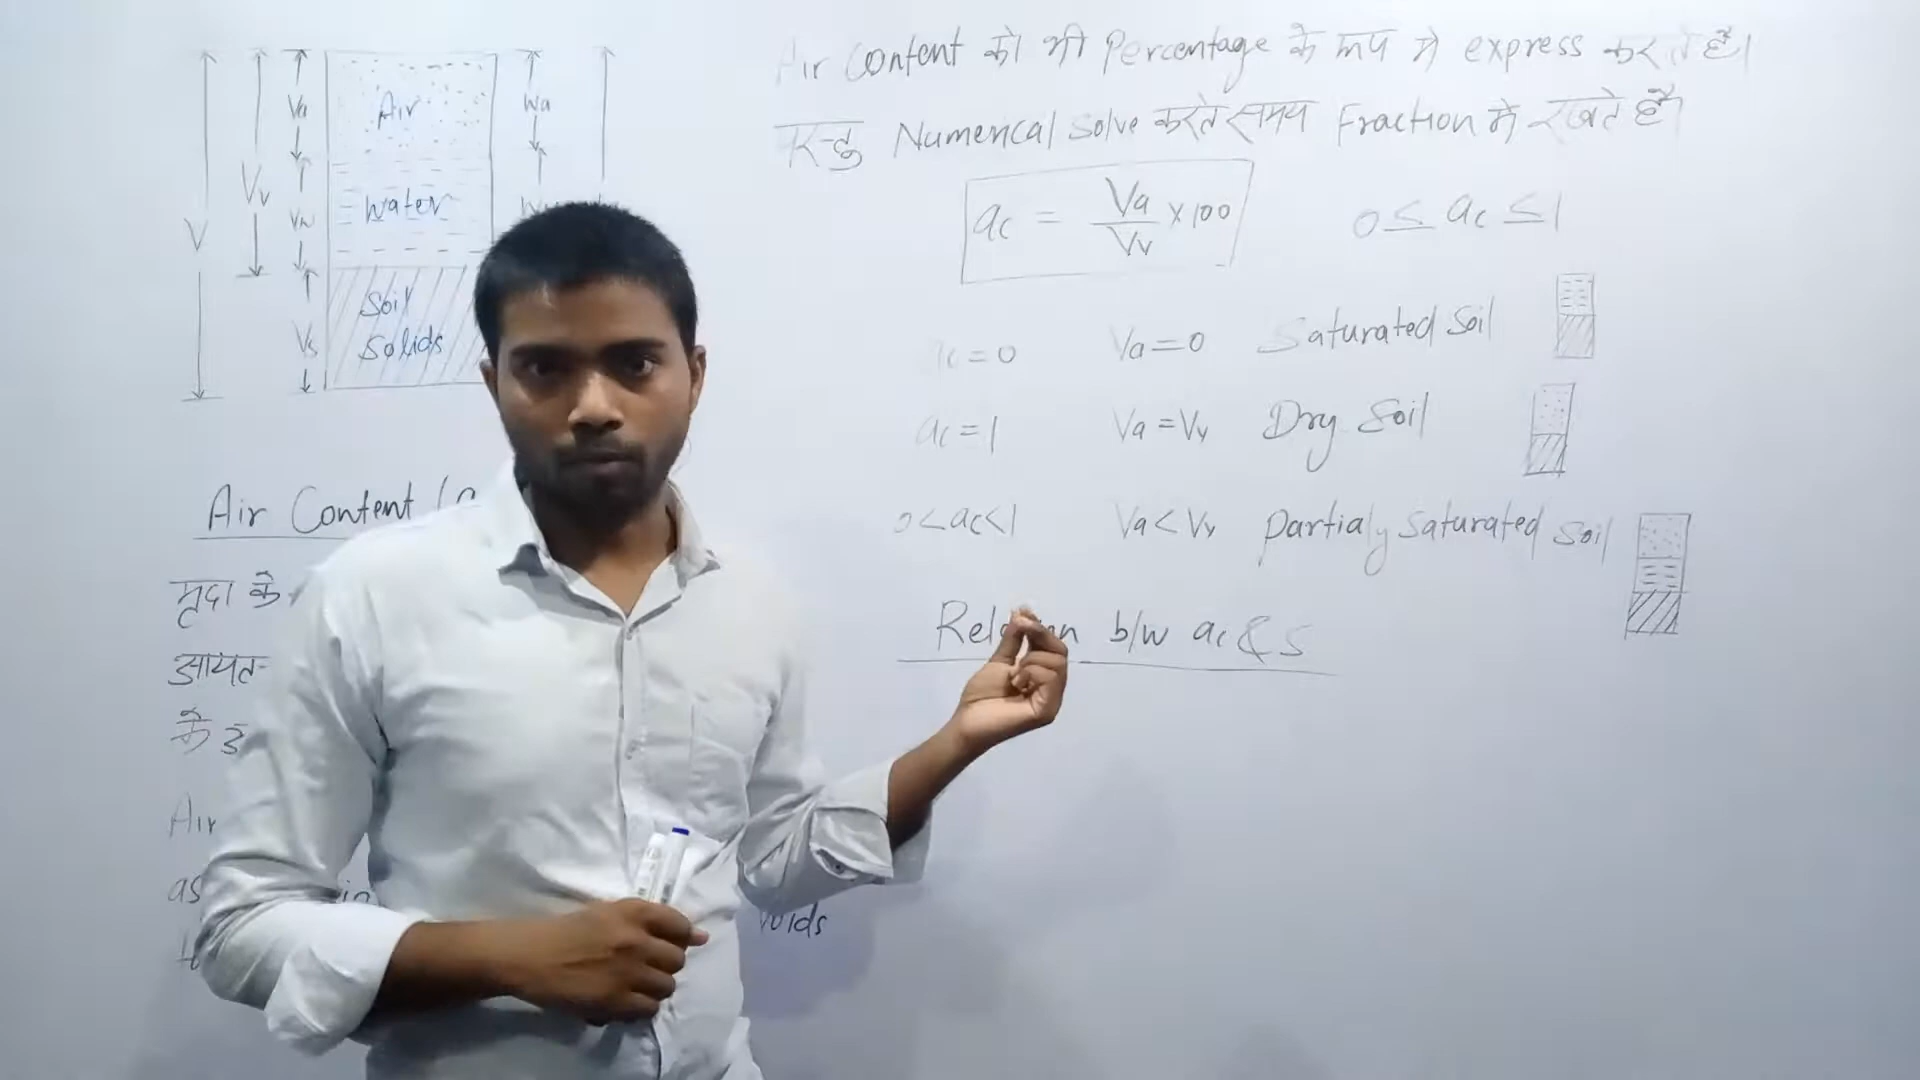 V
Vv
Va
Vw
Vs
Air
Water
Soil
Solids
Wa
Air Content
मृदा के
आयत
के उ
Air
as
voids
Air Content को भी Percentage के रूप मे express करते है।
किन्तु Numerical Solve करते समय Fraction मे रखते है।
ac = Va/Vv × 100
0 ≤ ac ≤ 1
ac = 0 Va = 0 Saturated Soil
ac = 1 Va = Vv Dry Soil
0 < ac < 1 Va < Vv Partialy Saturated Soil
b/w ac & S